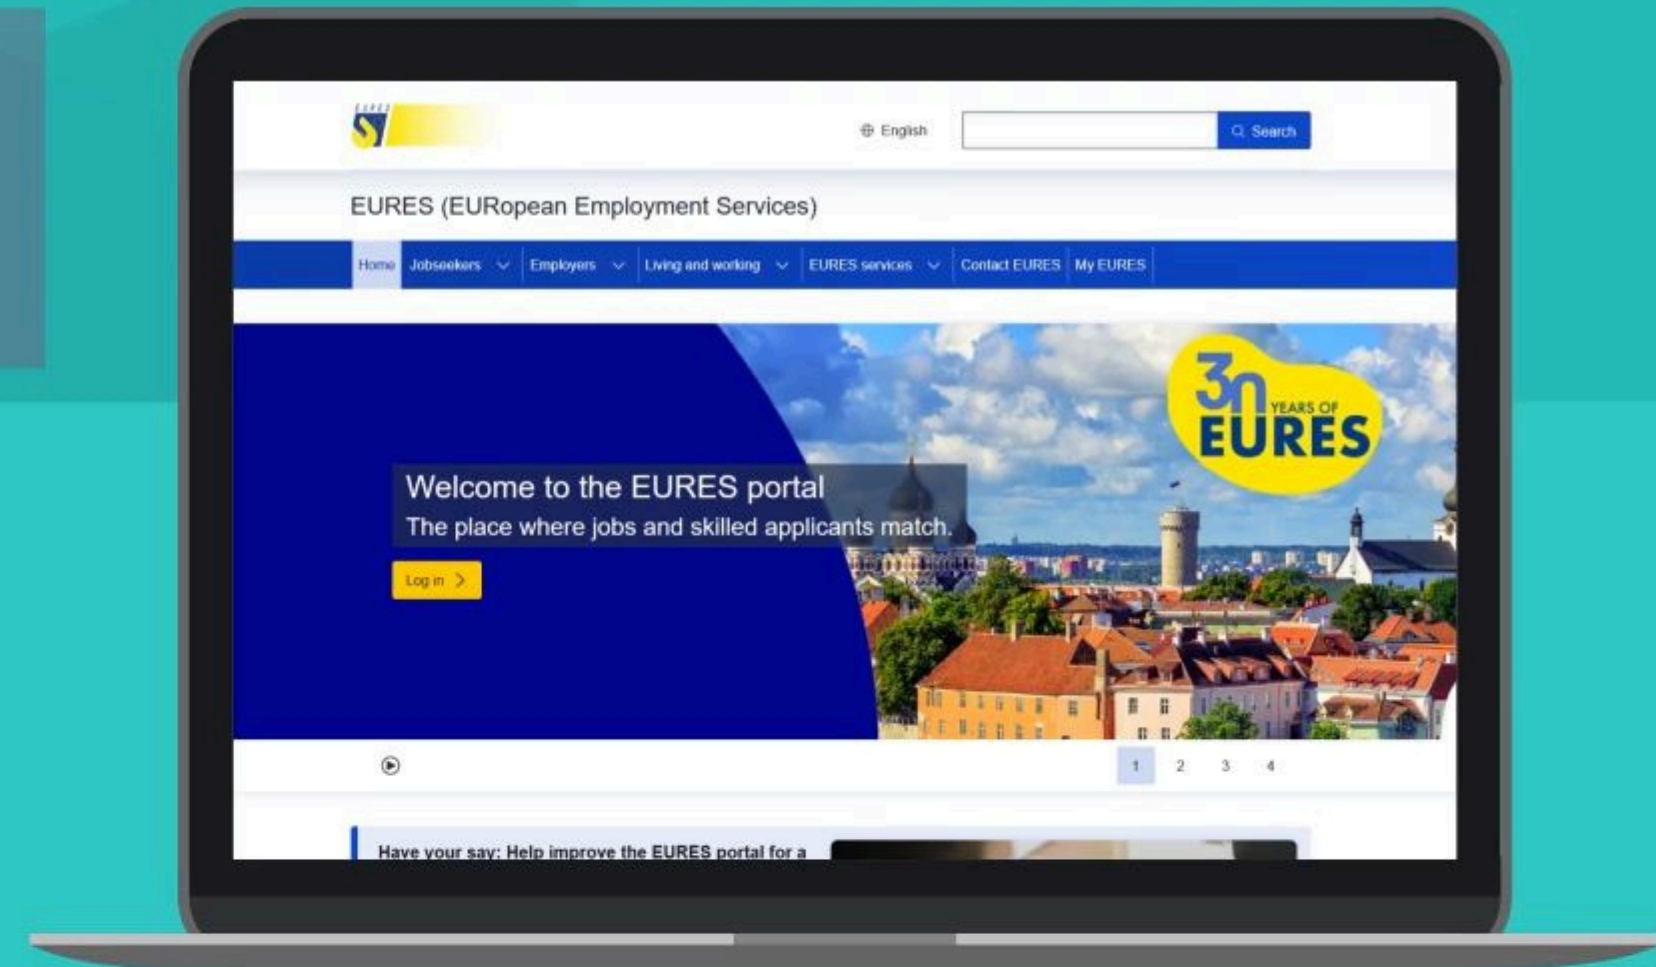 EURES
English
Search
EURES (EURopean Employment Services)
Home Jobseekers Employers Living and working EURES services Contact EURES My EURES
30
YEARS OF
EURES
Welcome to the EURES portal
The place where jobs and skilled applicants match.
Log in
1 2 3 4
Have your say: Help improve the EURES portal for a